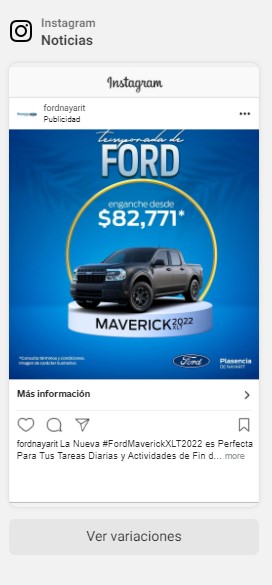 Instagram
Noticias
Instagram
fordnayarit
Publicidad
temporada de
FORD
enganche desde
$82,771*
MAVERICK 2022
XLT
*Consulta términos y condiciones.
Imagen de carácter ilustrativo.
Ford
Plasencia
DE NAYARIT
Más información
fordnayarit La Nueva #FordMaverickXLT2022 es Perfecta
Para Tus Tareas Diarias y Actividades de Fin d... more
Ver variaciones